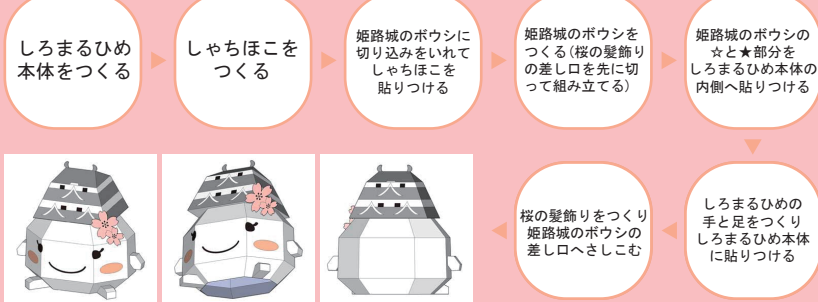 しろまるひめ
本体をつくる
しゃちほこを
つくる
姫路城のボウシに
切り込みをいれて
しゃちほこを
貼りつける
姫路城のボウシを
つくる(桜の髪飾り
の差し口を先に切
って組み立てる)
姫路城のボウシの
☆と★部分を
しろまるひめ本体の
内側へ貼りつける
しろまるひめの
手と足をつくり
しろまるひめ本体
に貼りつける
桜の髪飾りをつくり
姫路城のボウシの
差し口へさしこむ